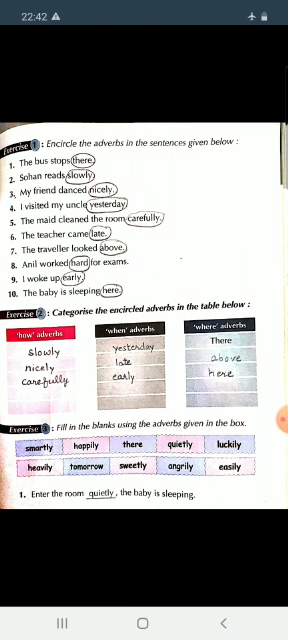 22:42
Exercise 1 : Encircle the adverbs in the sentences given below :
1. The bus stops there.
2. Sohan reads slowly.
3. My friend danced nicely.
4. I visited my uncle yesterday.
5. The maid cleaned the room carefully.
6. The teacher came late.
7. The traveller looked above.
8. Anil worked hard for exams.
9. I woke up early.
10. The baby is sleeping here.
Exercise 2 : Categorise the encircled adverbs in the table below :
'how' adverbs 'when' adverbs 'where' adverbs
slowly yesterday There
nicely late above
carefully early here
Exercise 3 : Fill in the blanks using the adverbs given in the box.
smartly happily there quietly luckily
heavily tomorrow sweetly angrily easily
1. Enter the room quietly, the baby is sleeping.